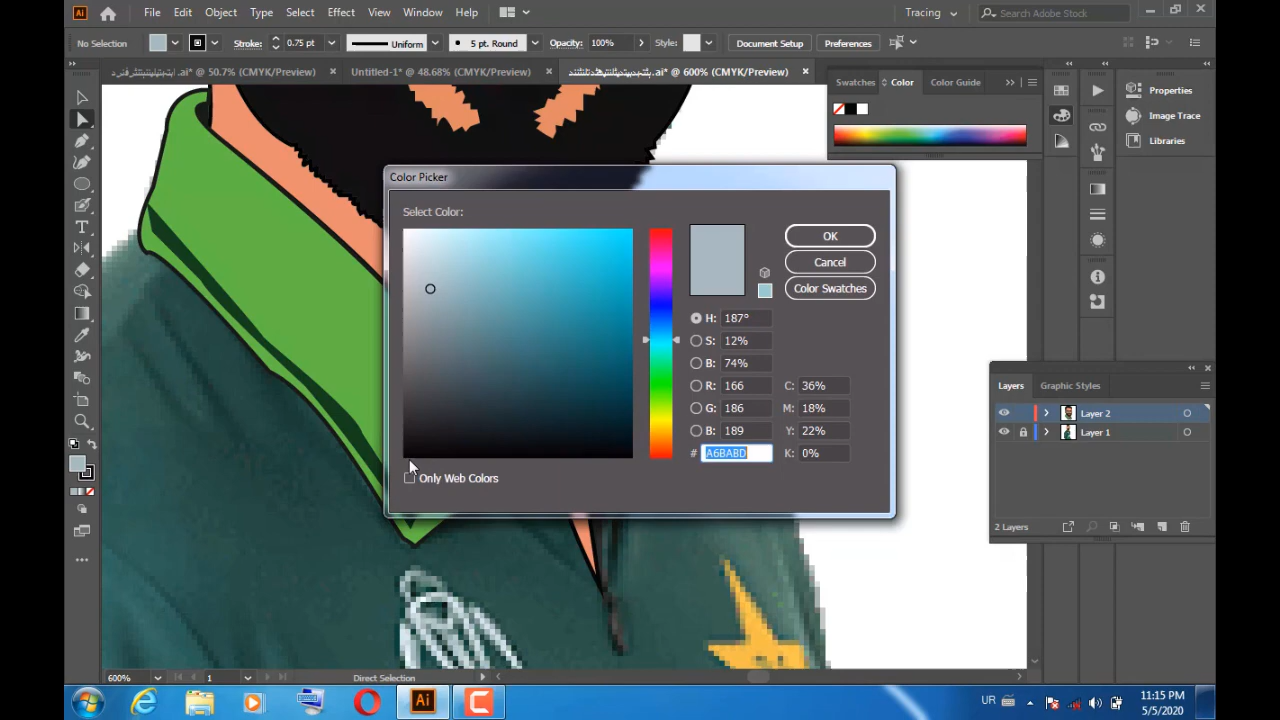 Ai File Edit Object Type Select Effect View Window Help Tracing Search Adobe Stock
No Selection Stroke: 0.75 pt Uniform 5 pt. Round Opacity: 100% Style: Document Setup Preferences
.ai* @ 50.7% (CMYK/Preview) Untitled-1* @ 48.68% (CMYK/Preview) .ai* @ 600% (CMYK/Preview)
Swatches Color Color Guide
Properties
Image Trace
Libraries
Color Picker
Select Color:
OK
Cancel
Color Swatches
H: 187°
S: 12%
B: 74%
R: 166 C: 36%
G: 186 M: 18%
B: 189 Y: 22%
# A6BABD K: 0%
Only Web Colors
Layers Graphic Styles
Layer 2
Layer 1
2 Layers
600% 1 Direct Selection
Ai C UR 11:15 PM
5/5/2020